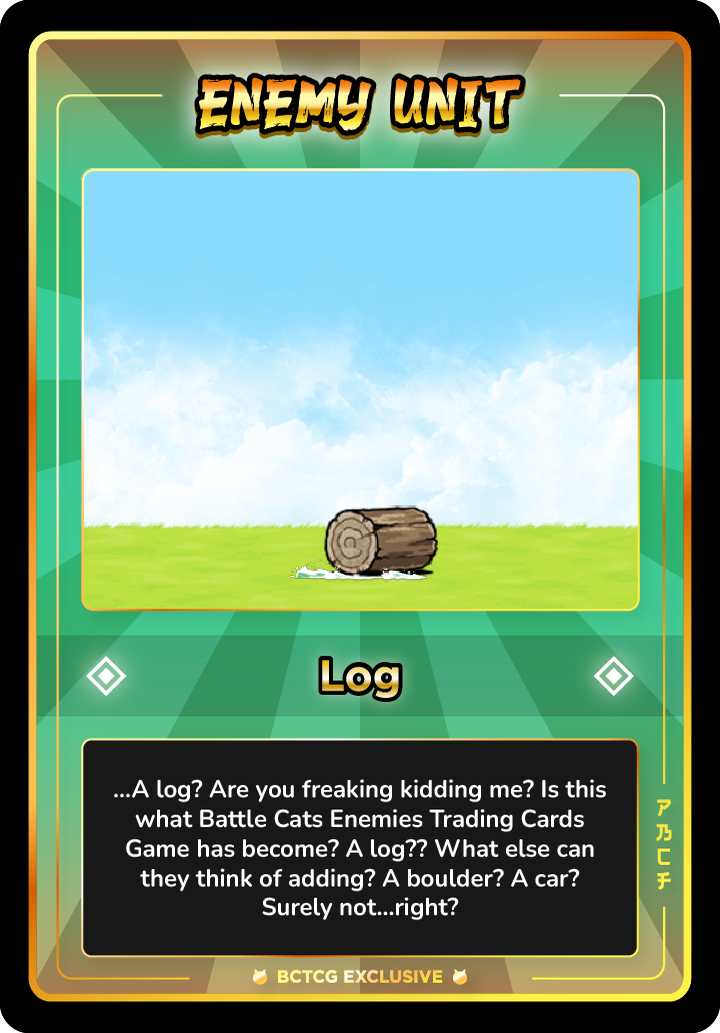 ENEMY UNIT
Log
...A log? Are you freaking kidding me? Is this
what Battle Cats Enemies Trading Cards
Game has become? A log?? What else can
they think of adding? A boulder? A car?
Surely not...right?
BCTCG EXCLUSIVE